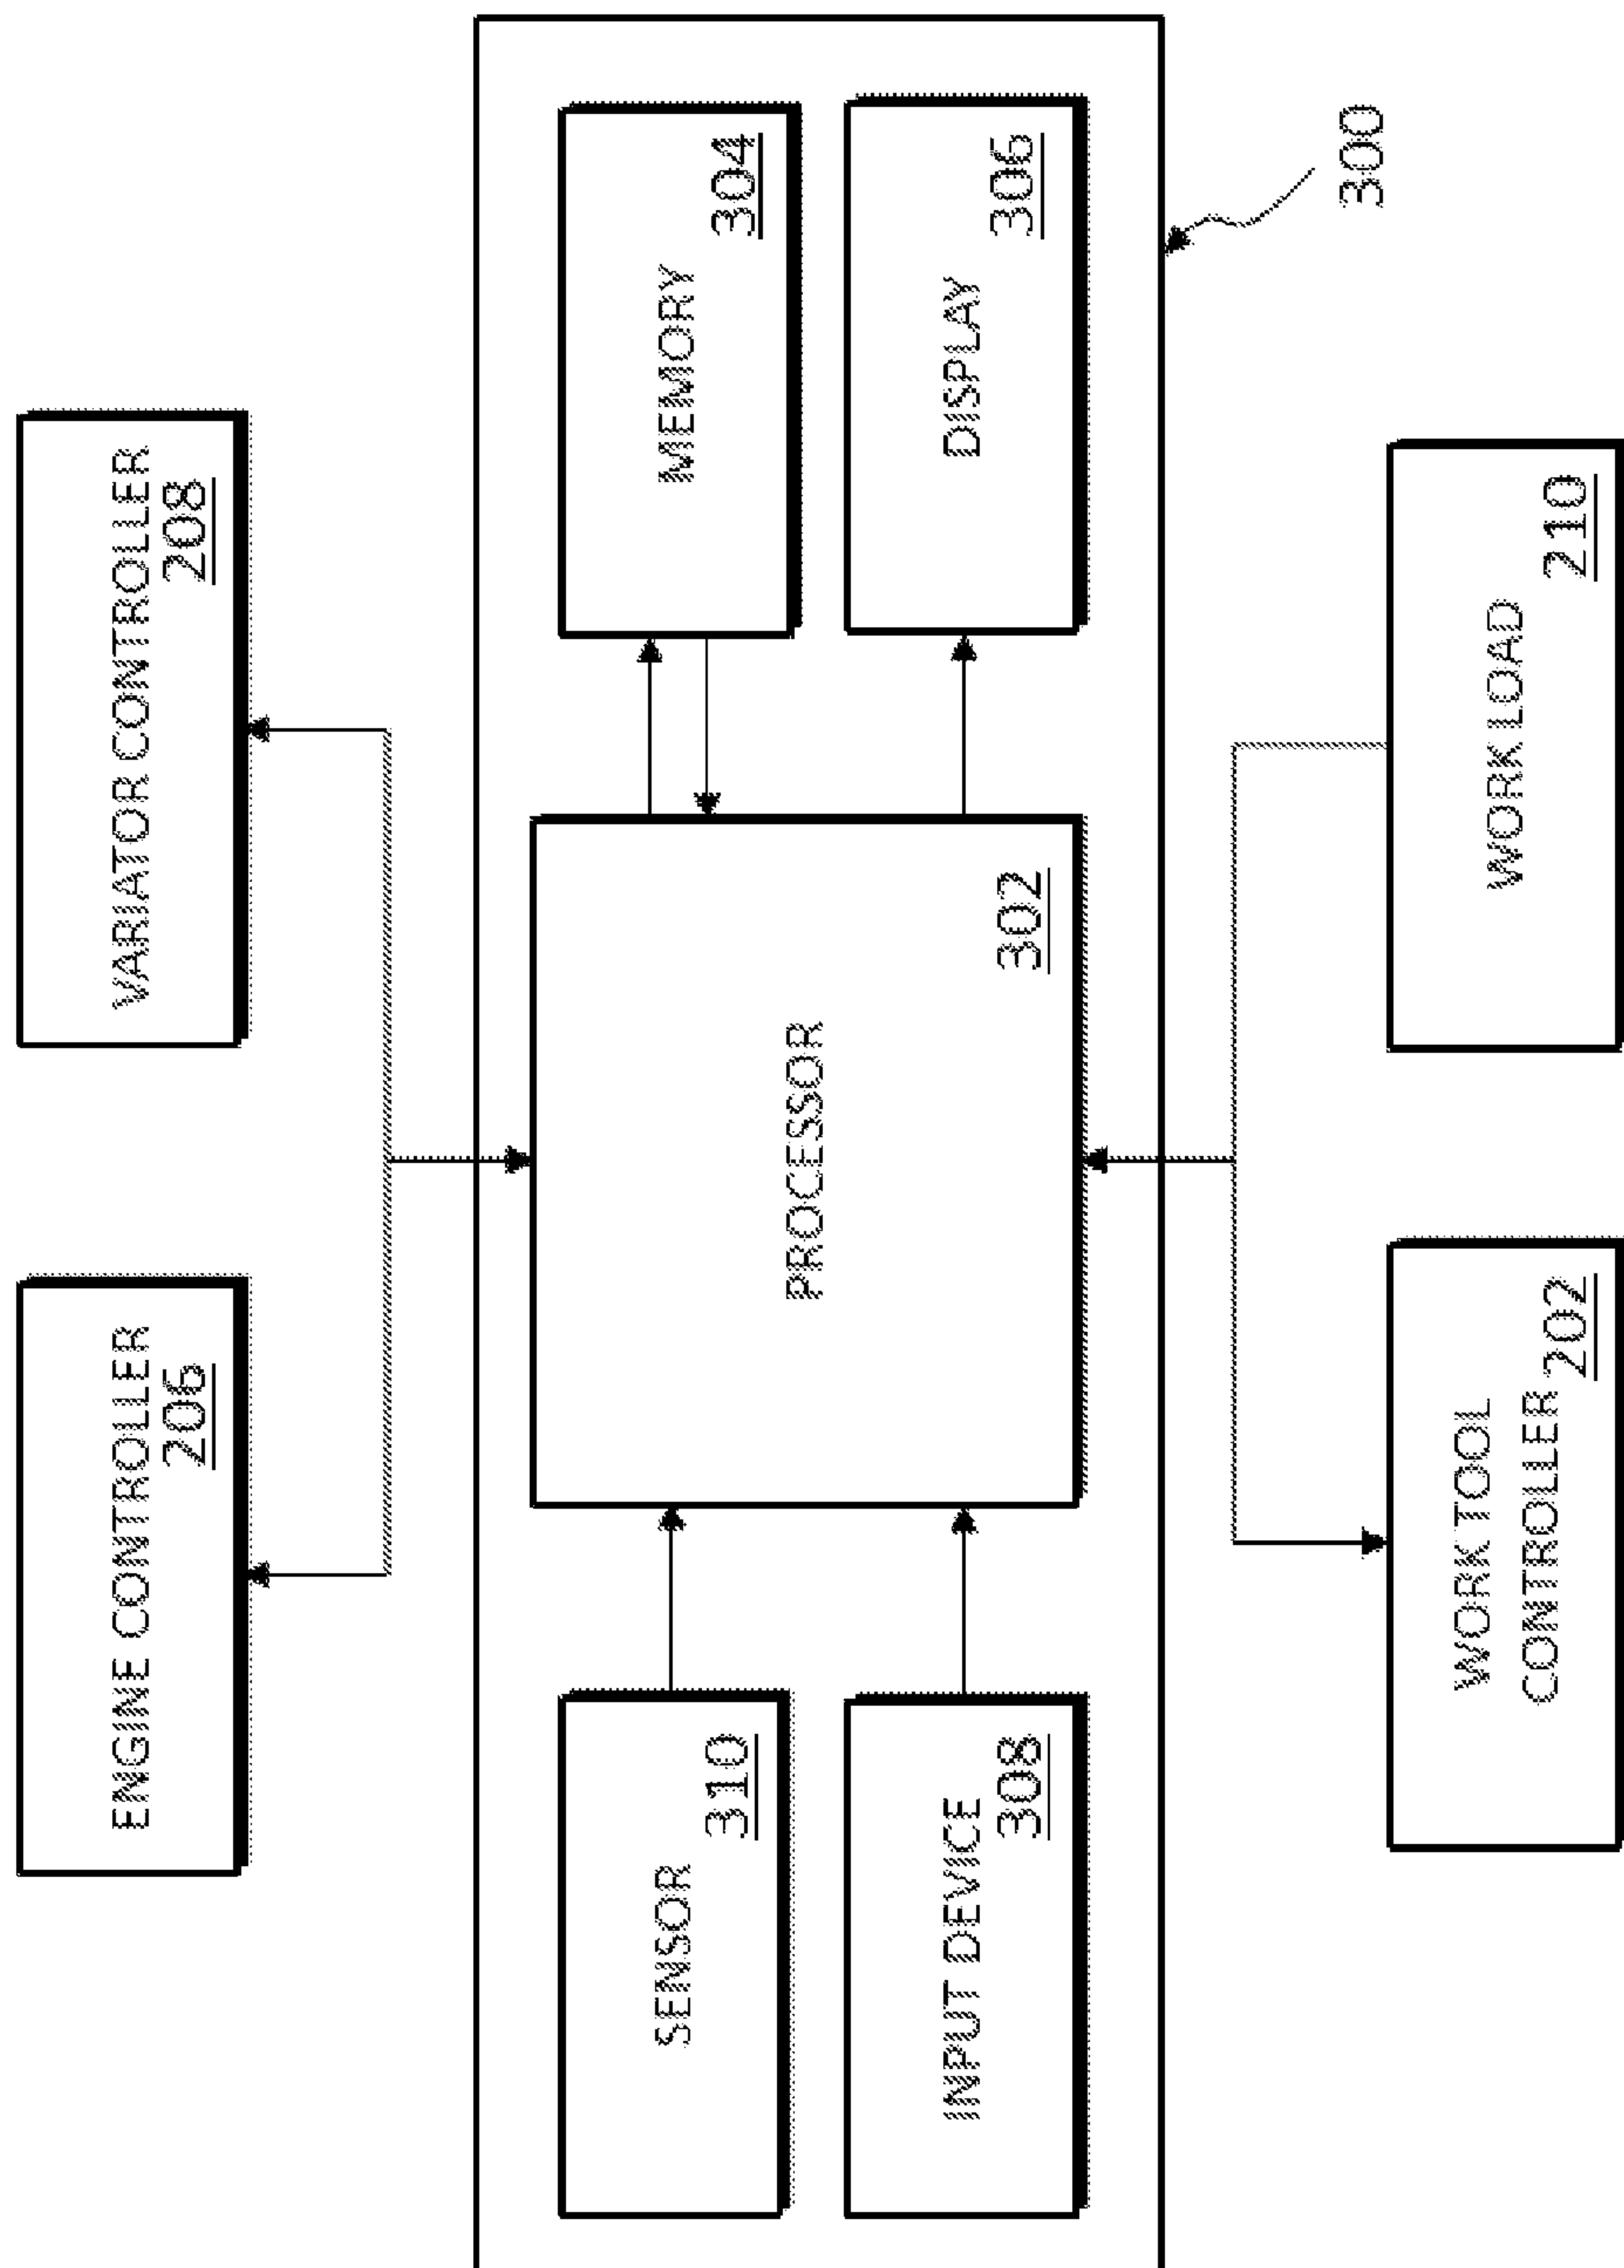 ENGINE CONTROLLER
206
VARIATOR CONTROLLER
208
SENSOR
310
MEMORY
304
PROCESSOR
302
INPUT DEVICE
308
DISPLAY
306
300
WORK TOOL
CONTROLLER
202
WORK LOAD
210